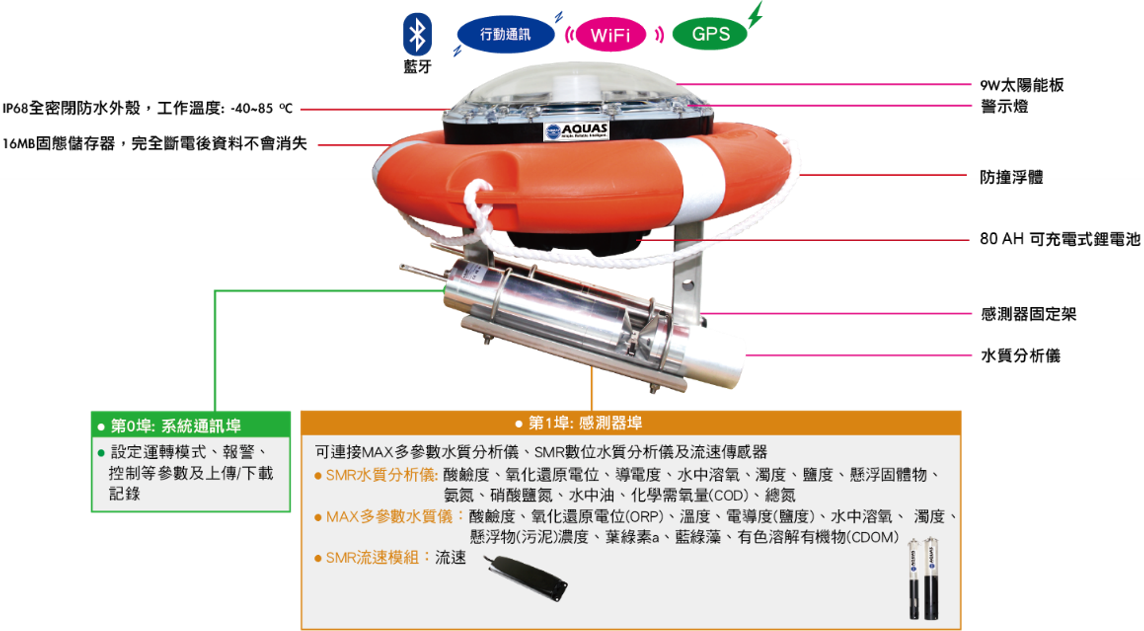 行動通訊
WiFi
GPS
藍牙
9W太陽能板
警示燈
IP68全密閉防水外殼，工作溫度: -40~85 ºC
16MB固態儲存器，完全斷電後資料不會消失
AQUAS
防撞浮體
80 AH 可充電式鋰電池
感測器固定架
水質分析儀
● 第0埠: 系統通訊埠
● 設定運轉模式、報警、
控制等參數及上傳/下載
記錄
● 第1埠: 感測器埠
可連接MAX多參數水質分析儀、SMR數位水質分析儀及流速傳感器
● SMR水質分析儀: 酸鹼度、氧化還原電位、導電度、水中溶氧、濁度、鹽度、懸浮固體物、
氨氮、硝酸鹽氮、水中油、化學需氧量(COD)、總氮
● MAX多參數水質儀：酸鹼度、氧化還原電位(ORP)、溫度、電導度(鹽度)、水中溶氧、 濁度、
懸浮物(污泥)濃度、葉綠素a、藍綠藻、有色溶解有機物(CDOM)
● SMR流速模組：流速
AQUAS
AQUAS